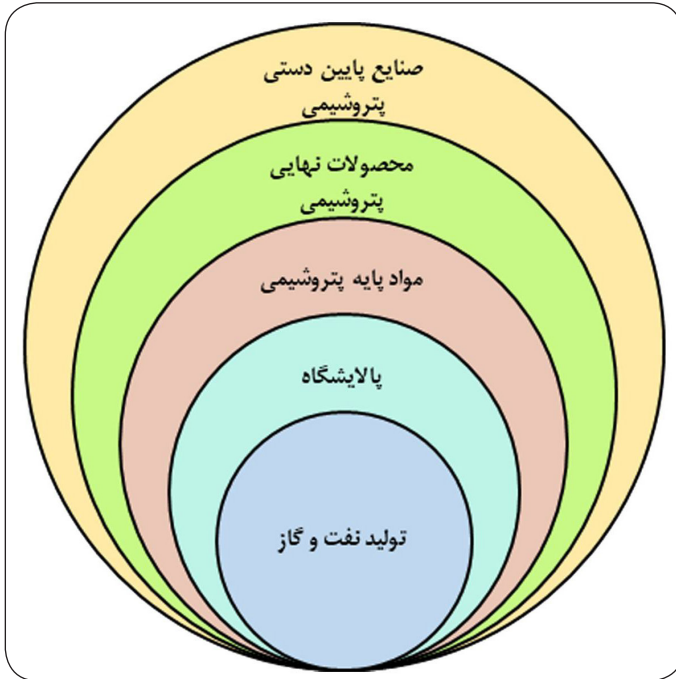 صنایع پایین دستی
پتروشیمی
محصولات نهایی
پتروشیمی
مواد پایه پتروشیمی
پالایشگاه
تولید نفت و گاز